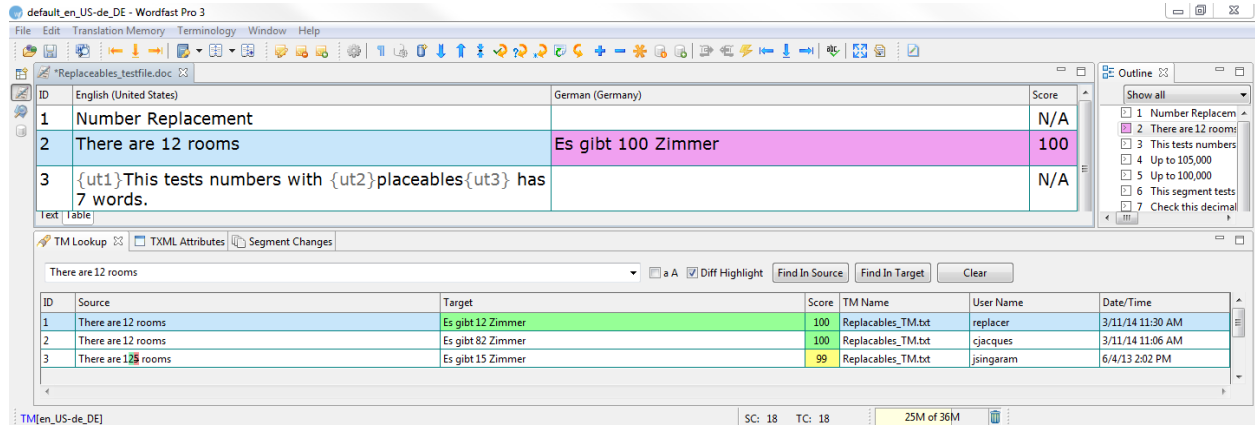 default_en_US-de_DE - Wordfast Pro 3
File Edit Translation Memory Terminology Window Help
*Replaceables_testfile.doc
ID English (United States) German (Germany) Score
1 Number Replacement N/A
2 There are 12 rooms Es gibt 100 Zimmer 100
3 {ut1}This tests numbers with {ut2}placeables{ut3} has N/A
7 words.
Text Table
Outline
Show all
1 Number Replacem
2 There are 12 rooms
3 This tests numbers
4 Up to 105,000
5 Up to 100,000
6 This segment tests
7 Check this decimal
TM Lookup TXML Attributes Segment Changes
There are 12 rooms a A Diff Highlight Find In Source Find In Target Clear
ID Source Target Score TM Name User Name Date/Time
1 There are 12 rooms Es gibt 12 Zimmer 100 Replacables_TM.txt replacer 3/11/14 11:30 AM
2 There are 12 rooms Es gibt 82 Zimmer 100 Replacables_TM.txt cjacques 3/11/14 11:06 AM
3 There are 125 rooms Es gibt 15 Zimmer 99 Replacables_TM.txt jsingaram 6/4/13 2:02 PM
TM[en_US-de_DE] SC: 18 TC: 18 25M of 36M